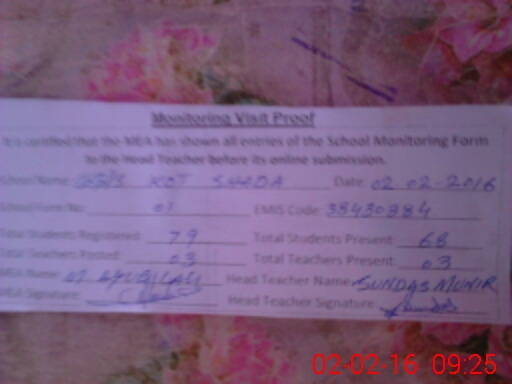 Monitoring Visit Proof
It is certified that the MEA has shown all entries of the School Monitoring Form
to the Head Teacher before its online submission.
School Name: KOT SHADA Date: 02-02-2016
School Form No: 01 EMIS Code: 38430884
Total Students Registered: 79 Total Students Present: 68
Total Teachers Posted: 03 Total Teachers Present: 03
MEA Name: Head Teacher Name: SUNDAS MUNIR
MEA Signature: Head Teacher Signature:
02-02-16 09:25